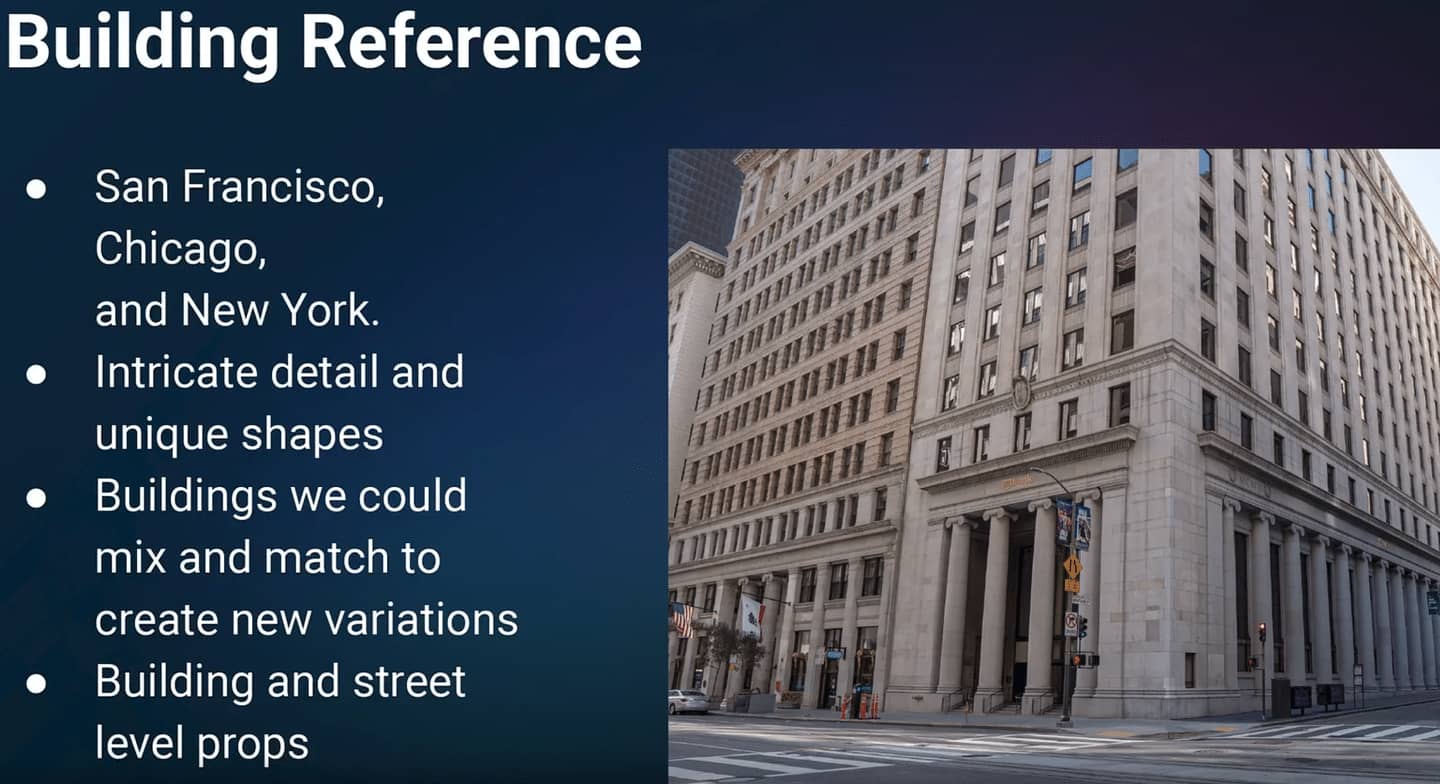 Building Reference
● San Francisco,
Chicago,
and New York.
● Intricate detail and
unique shapes
● Buildings we could
mix and match to
create new variations
● Building and street
level props